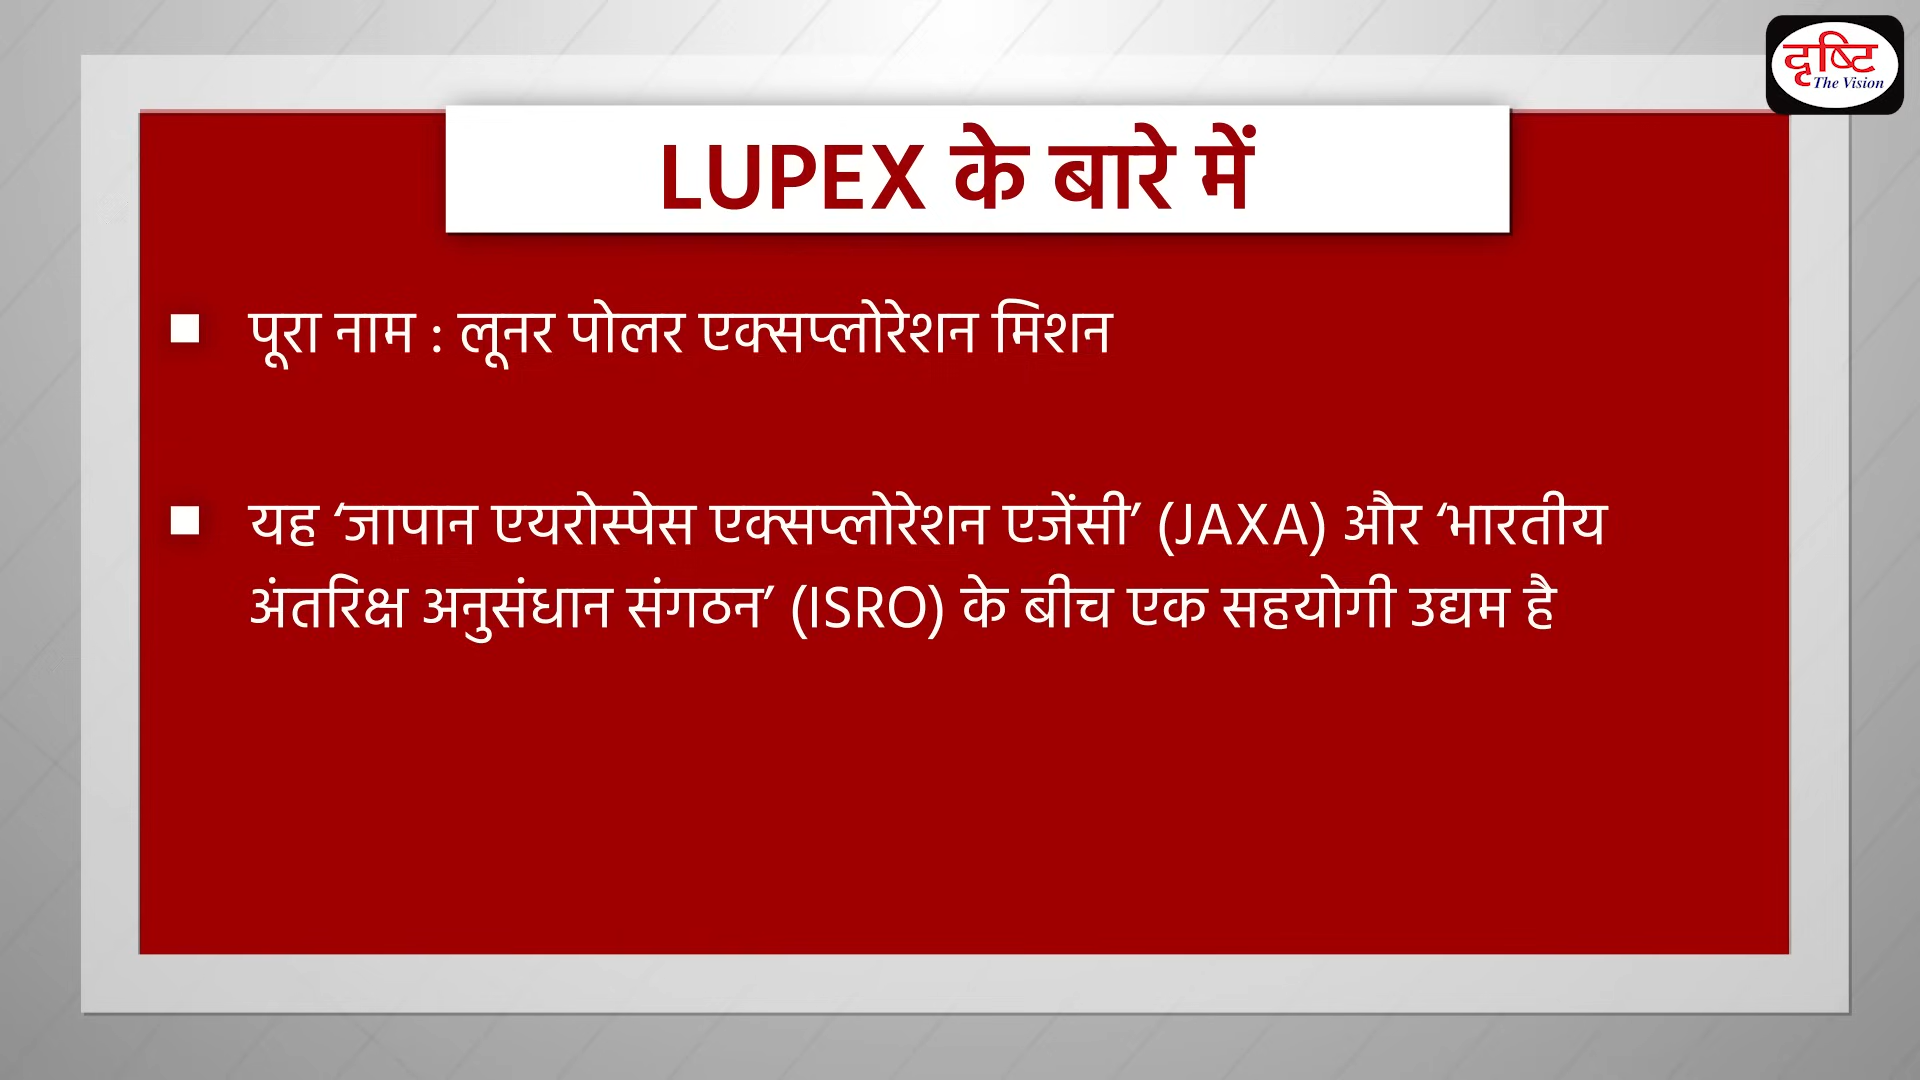 दृष्टि
The Vision
LUPEX के बारे में
पूरा नाम : लूनर पोलर एक्सप्लोरेशन मिशन
यह ‘जापान एयरोस्पेस एक्सप्लोरेशन एजेंसी’ (JAXA) और ‘भारतीय
अंतरिक्ष अनुसंधान संगठन’ (ISRO) के बीच एक सहयोगी उद्यम है